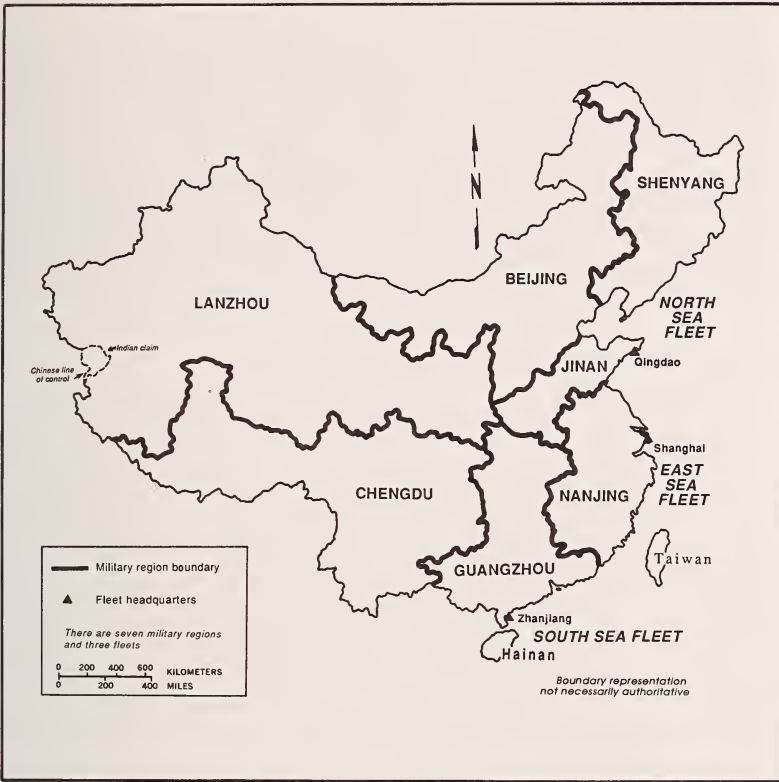 N
SHENYANG
BEIJING
LANZHOU
NORTH
SEA
FLEET
Indian claim
Chinese line
of control
JINAN
Qingdao
Shanghai
EAST
SEA
FLEET
CHENGDU
NANJING
Taiwan
GUANGZHOU
Zhanjiang
SOUTH SEA FLEET
Hainan
Military region boundary
Fleet headquarters
There are seven military regions
and three fleets
0 200 400 600 KILOMETERS
0 200 400 MILES
Boundary representation
not necessarily authoritative